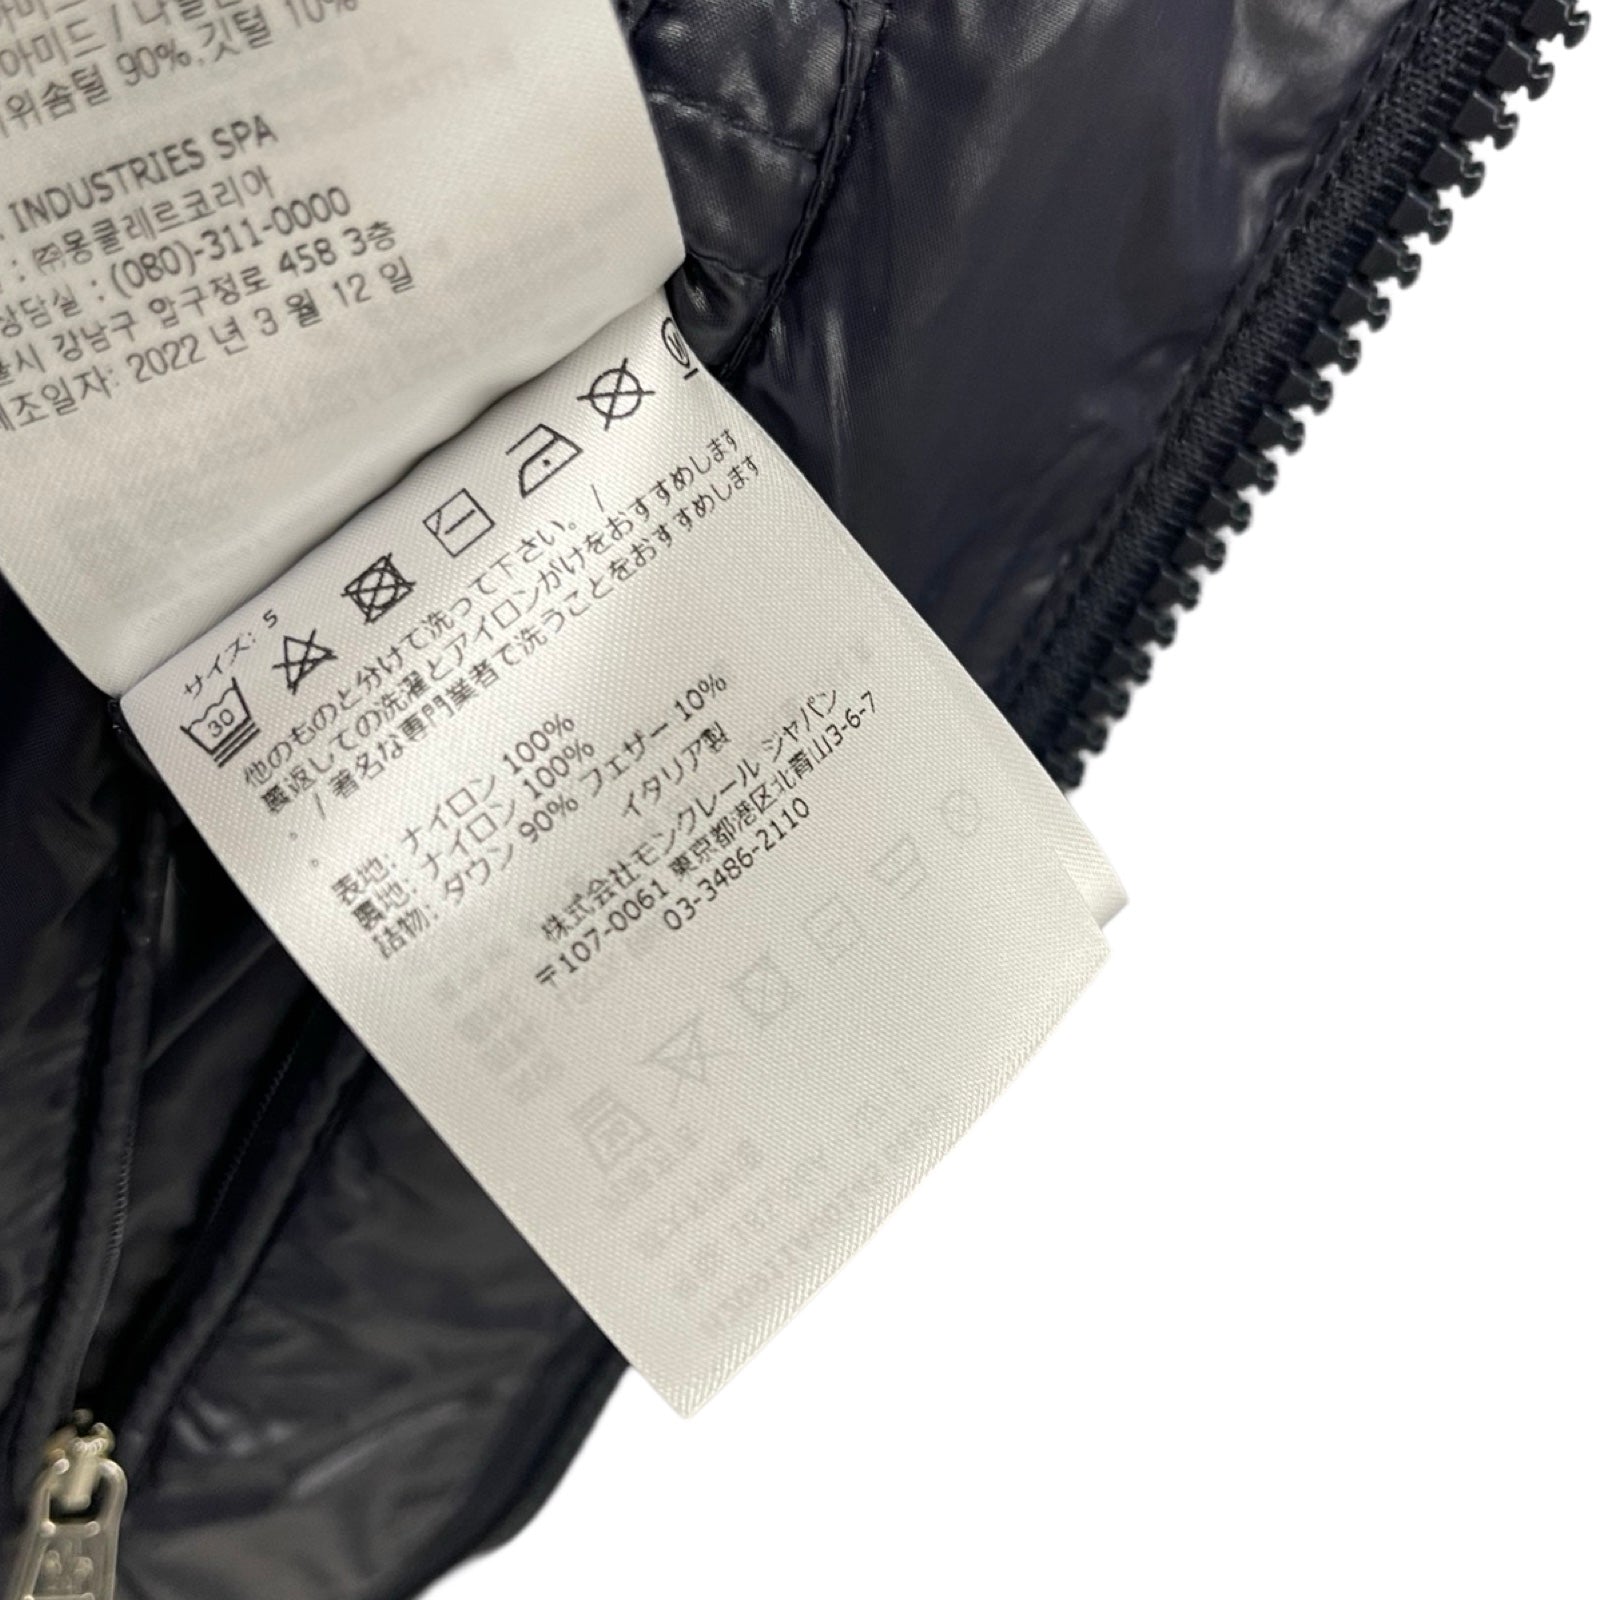 아미드 / 나일론
위솜털 90%, 깃털 10%
INDUSTRIES SPA
: ㈜몽클레르코리아
상담실 : (080)-311-0000
시 강남구 압구정로 458 3층
제조일자: 2022 년 3 월 12 일
サイズ: 5
30
W
他のものと分けて洗って下さい。 /
裏返しての洗濯とアイロンがけをおすすめします
。 / 著名な専門業者で洗うことをおすすめします
。
表地: ナイロン 100%
裏地: ナイロン 100%
詰物: ダウン 90% フェザー 10%
イタリア製
株式会社モンクレール ジャパン
〒107-0061 東京都港区北青山3-6-7
03-3486-2110